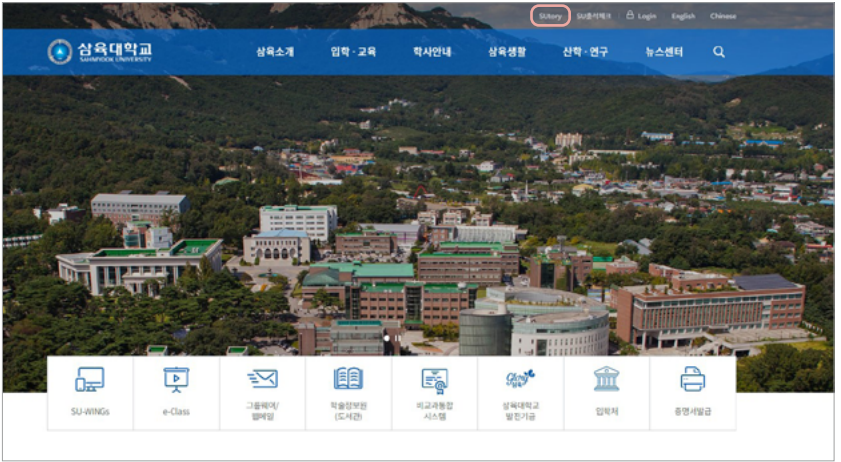 SUtory SU출석체크 Login English Chinese
삼육대학교
SAHMYOOK UNIVERSITY
삼육소개 입학·교육 학사안내 삼육생활 산학·연구 뉴스센터
SU-WINGs
e-Class
그룹웨어/
웹메일
학술정보원
(도서관)
비교과통합
시스템
Glory
삼육
삼육대학교
발전기금
입학처
증명서발급